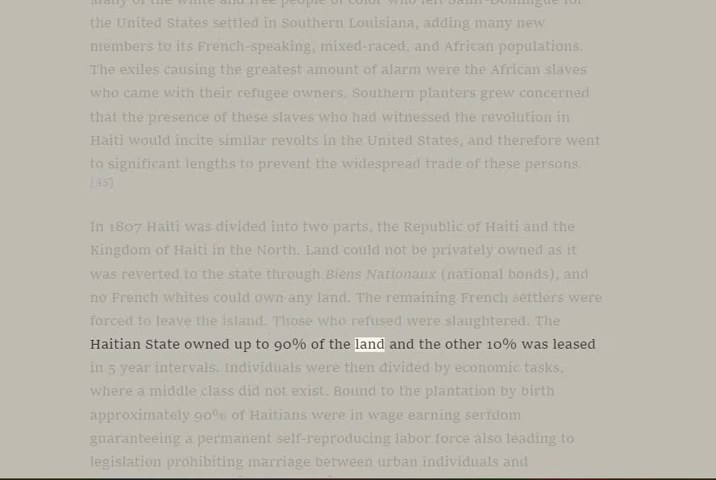 many of the white and free people of color who left Saint-Domingue for
the United States settled in Southern Louisiana, adding many new
members to its French-speaking, mixed-raced, and African populations.
The exiles causing the greatest amount of alarm were the African slaves
who came with their refugee owners. Southern planters grew concerned
that the presence of these slaves who had witnessed the revolution in
Haiti would incite similar revolts in the United States, and therefore went
to significant lengths to prevent the widespread trade of these persons.
[45]
In 1807 Haiti was divided into two parts, the Republic of Haiti and the
Kingdom of Haiti in the North. Land could not be privately owned as it
was reverted to the state through Biens Nationaux (national bonds), and
no French whites could own any land. The remaining French settlers were
forced to leave the island. Those who refused were slaughtered. The
Haitian State owned up to 90% of the land and the other 10% was leased
in 5 year intervals. Individuals were then divided by economic tasks,
where a middle class did not exist. Bound to the plantation by birth
approximately 90% of Haitians were in wage earning serfdom
guaranteeing a permanent self-reproducing labor force also leading to
legislation prohibiting marriage between urban individuals and